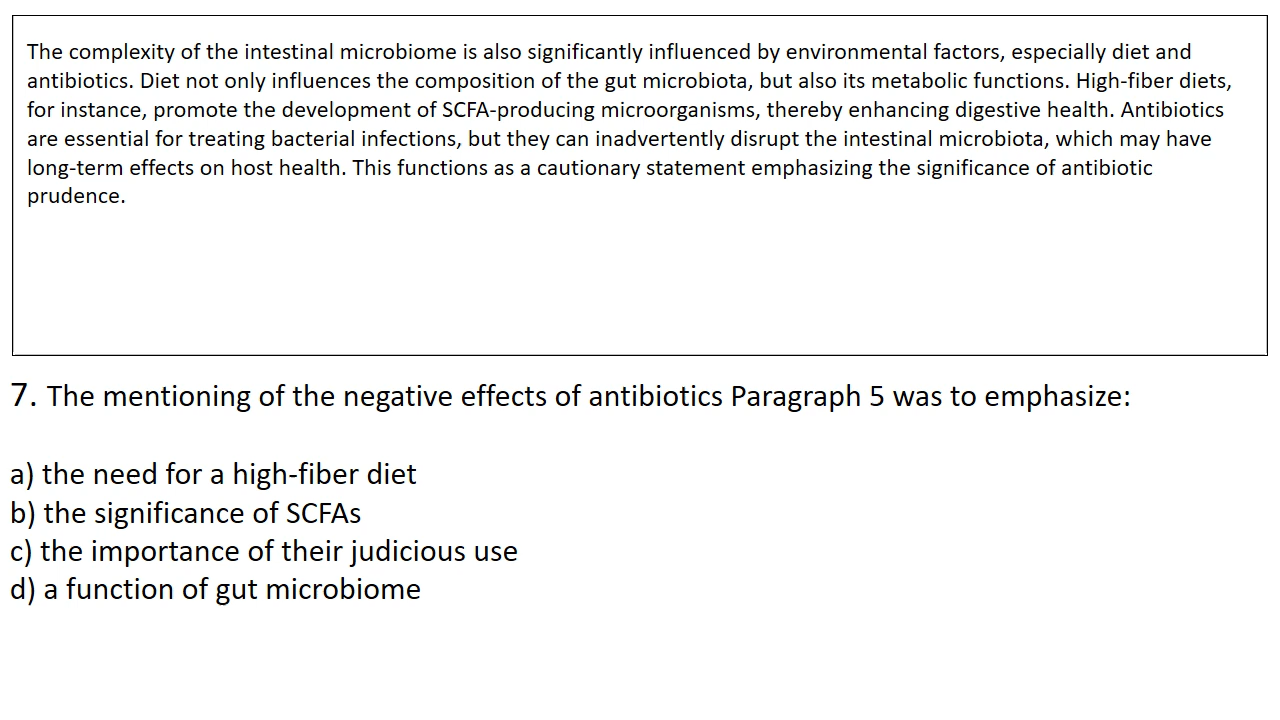 The complexity of the intestinal microbiome is also significantly influenced by environmental factors, especially diet and
antibiotics. Diet not only influences the composition of the gut microbiota, but also its metabolic functions. High-fiber diets,
for instance, promote the development of SCFA-producing microorganisms, thereby enhancing digestive health. Antibiotics
are essential for treating bacterial infections, but they can inadvertently disrupt the intestinal microbiota, which may have
long-term effects on host health. This functions as a cautionary statement emphasizing the significance of antibiotic
prudence.
7. The mentioning of the negative effects of antibiotics Paragraph 5 was to emphasize:
a) the need for a high-fiber diet
b) the significance of SCFAs
c) the importance of their judicious use
d) a function of gut microbiome